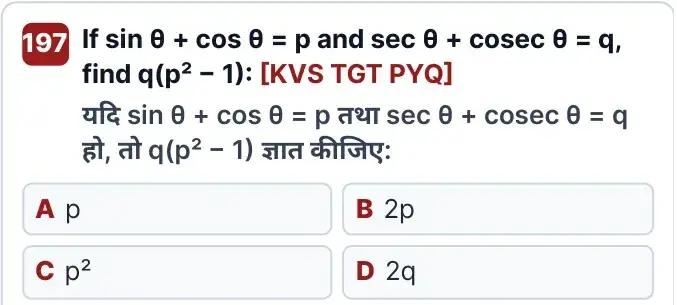 197 If sin θ + cos θ = p and sec θ + cosec θ = q,
find q(p² − 1): [KVS TGT PYQ]
यदि sin θ + cos θ = p तथा sec θ + cosec θ = q
हो, तो q(p² − 1) ज्ञात कीजिए:
A p
B 2p
C p²
D 2q